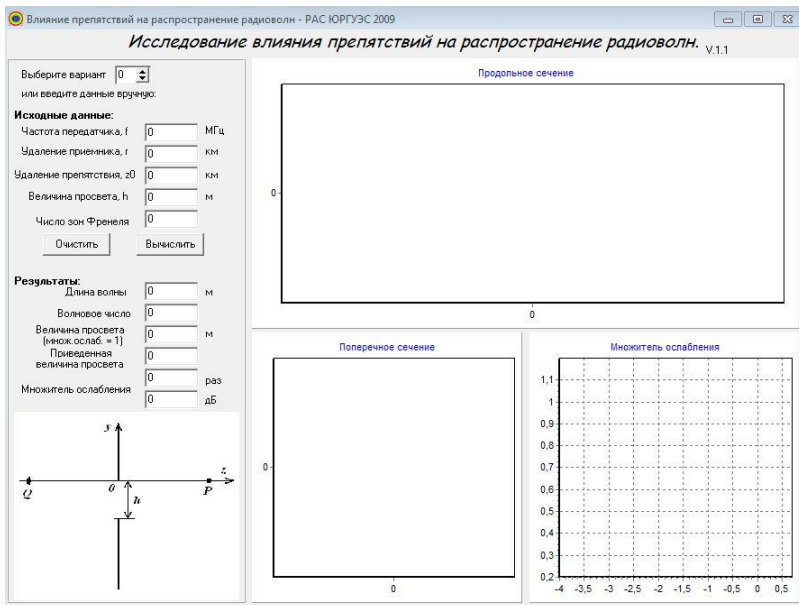 Влияние препятствий на распространение радиоволн - РАС ЮРГУЭС 2009
Исследование влияния препятствий на распространение радиоволн. V.1.1
Выберите вариант 0
или введите данные вручную:
Исходные данные:
Частота передатчика, f 0 МГц
Удаление приемника, r 0 км
Удаление препятствия, z0 0 км
Величина просвета, h 0 м
Число зон Френеля 0
Очистить Вычислить
Результаты:
Длина волны 0 м
Волновое число 0
Величина просвета
(множ.ослаб. = 1) 0 м
Приведенная
величина просвета 0
Множитель ослабления 0 раз
0 дБ
y
z
Q 0 P
h
Продольное сечение
0
0
Поперечное сечение
0
0
Множитель ослабления
1,1
1
0,9
0,8
0,7
0,6
0,5
0,4
0,3
0,2
-4 -3,5 -3 -2,5 -2 -1,5 -1 -0,5 0 0,5